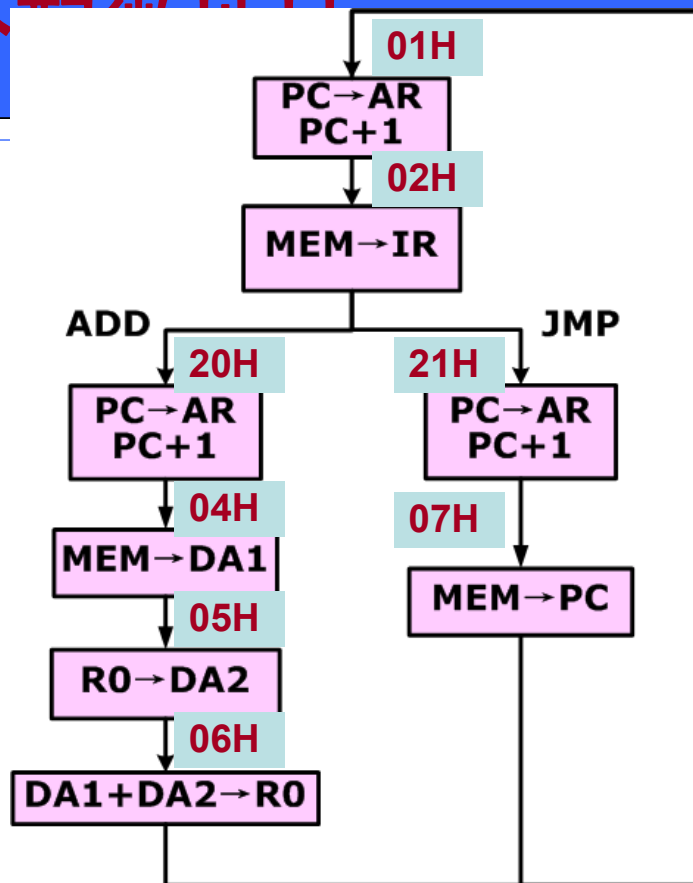 01H
PC→AR
PC+1
02H
MEM→IR
ADD
JMP
20H
21H
PC→AR
PC+1
PC→AR
PC+1
04H
07H
MEM→DA1
MEM→PC
05H
R0→DA2
06H
DA1+DA2→R0